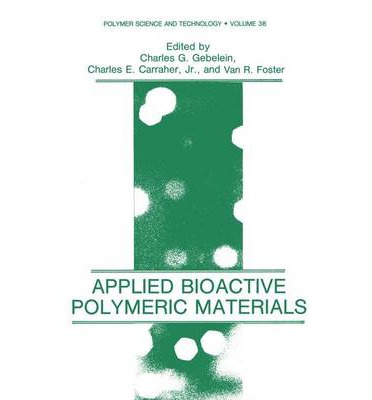 POLYMER SCIENCE AND TECHNOLOGY • VOLUME 38
Edited by
Charles G. Gebelein,
Charles E. Carraher, Jr., and Van R. Foster
APPLIED BIOACTIVE
POLYMERIC MATERIALS